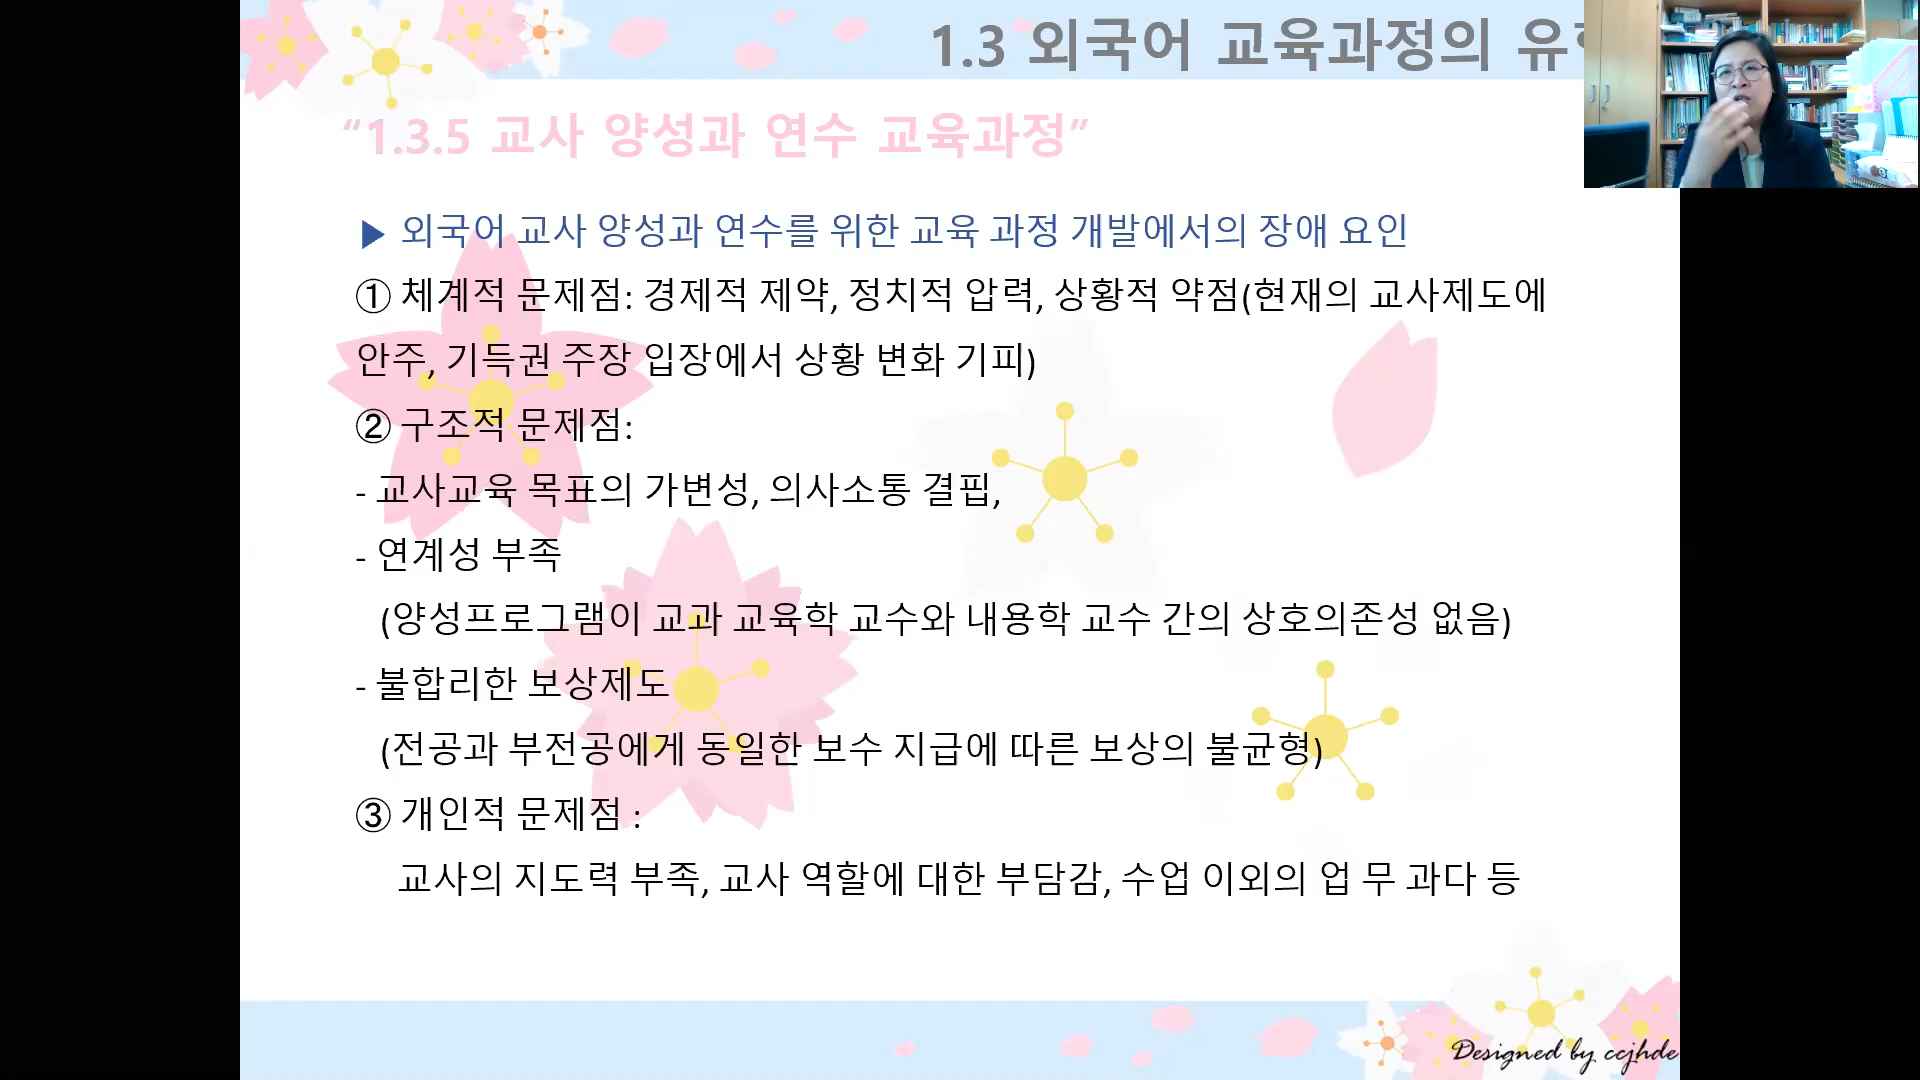 1.3 외국어 교육과정의
“1.3.5 교사 양성과 연수 교육과정”
▶ 외국어 교사 양성과 연수를 위한 교육 과정 개발에서의 장애 요인
① 체계적 문제점: 경제적 제약, 정치적 압력, 상황적 약점(현재의 교사제도에
안주, 기득권 주장 입장에서 상황 변화 기피)
② 구조적 문제점:
- 교사교육 목표의 가변성, 의사소통 결핍,
- 연계성 부족
(양성프로그램이 교과 교육학 교수와 내용학 교수 간의 상호의존성 없음)
- 불합리한 보상제도
(전공과 부전공에게 동일한 보수 지급에 따른 보상의 불균형)
③ 개인적 문제점 :
교사의 지도력 부족, 교사 역할에 대한 부담감, 수업 이외의 업 무 과다 등
Designed by ccjhde